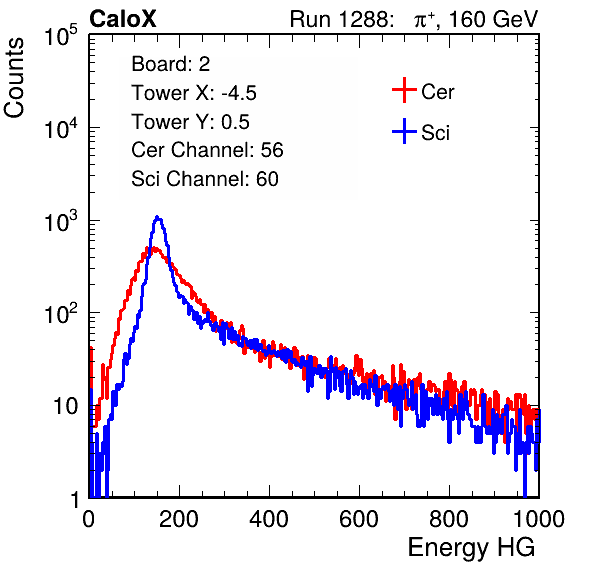 CaloX Run 1288: π⁺, 160 GeV
Counts
10⁵
10⁴
10³
10²
10
1
Board: 2
Tower X: -4.5
Tower Y: 0.5
Cer Channel: 56
Sci Channel: 60
Cer
Sci
0 200 400 600 800 1000
Energy HG